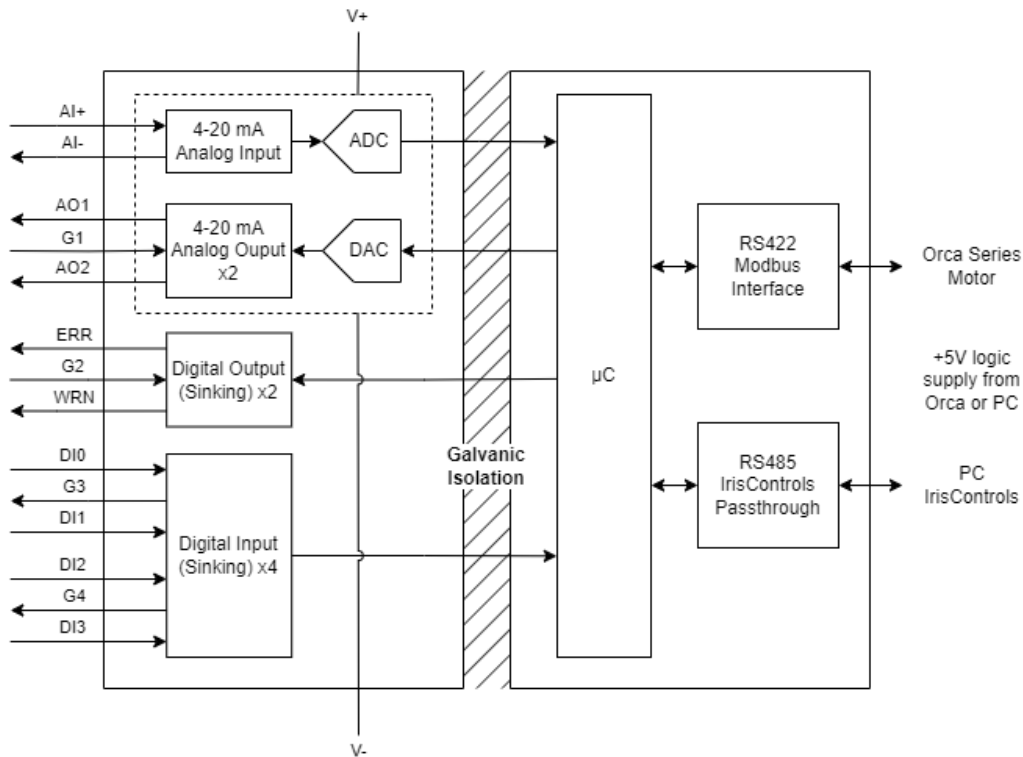 V+
AI+
AI-
4-20 mA
Analog Input
ADC
AO1
G1
AO2
4-20 mA
Analog Ouput
x2
DAC
ERR
G2
WRN
Digital Output
(Sinking) x2
DI0
G3
DI1
DI2
G4
DI3
Digital Input
(Sinking) x4
V-
Galvanic
Isolation
µC
RS422
Modbus
Interface
Orca Series
Motor
+5V logic
supply from
Orca or PC
RS485
IrisControls
Passthrough
PC
IrisControls